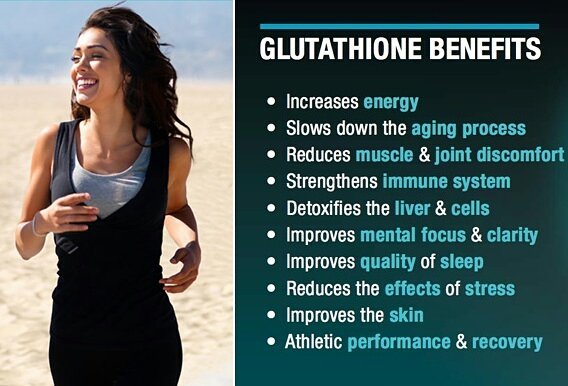 GLUTATHIONE BENEFITS
• Increases energy
• Slows down the aging process
• Reduces muscle & joint discomfort
• Strengthens immune system
• Detoxifies the liver & cells
• Improves mental focus & clarity
• Improves quality of sleep
• Reduces the effects of stress
• Improves the skin
• Athletic performance & recovery